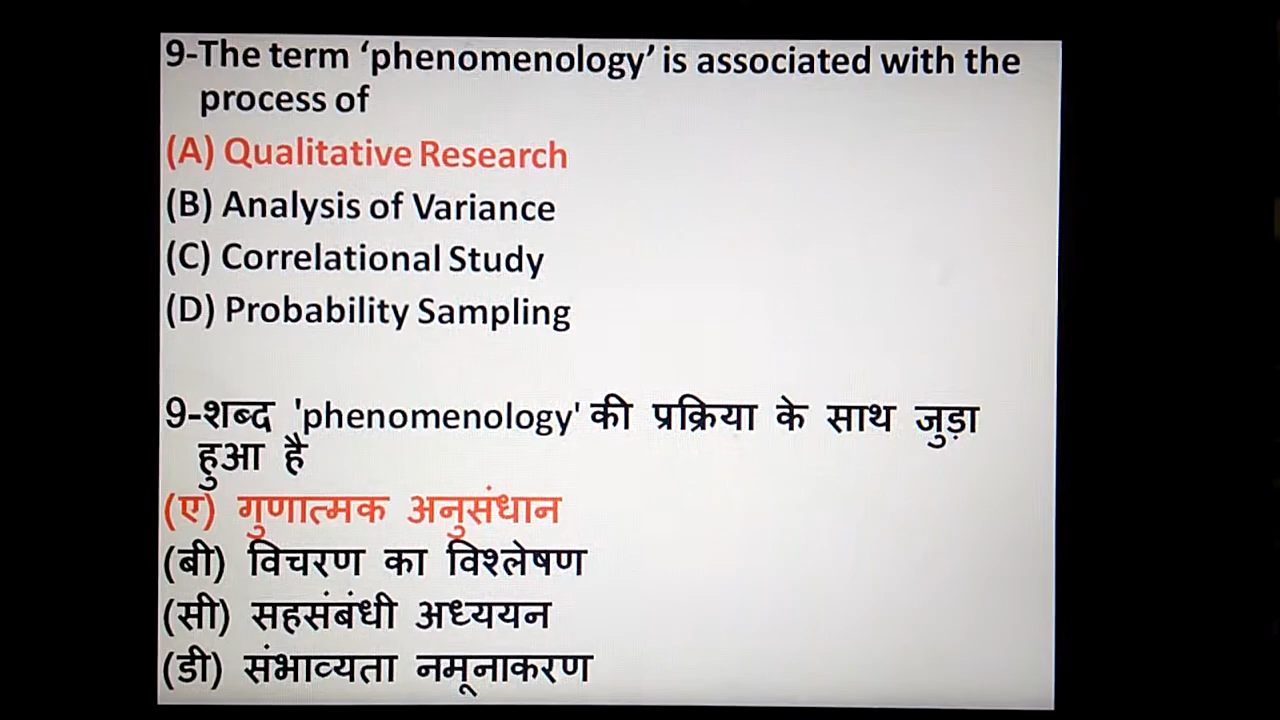 9-The term ‘phenomenology’ is associated with the
process of
(A) Qualitative Research
(B) Analysis of Variance
(C) Correlational Study
(D) Probability Sampling
9-शब्द 'phenomenology' की प्रक्रिया के साथ जुड़ा
हुआ है
(ए) गुणात्मक अनुसंधान
(बी) विचरण का विश्लेषण
(सी) सहसंबंधी अध्ययन
(डी) संभाव्यता नमूनाकरण